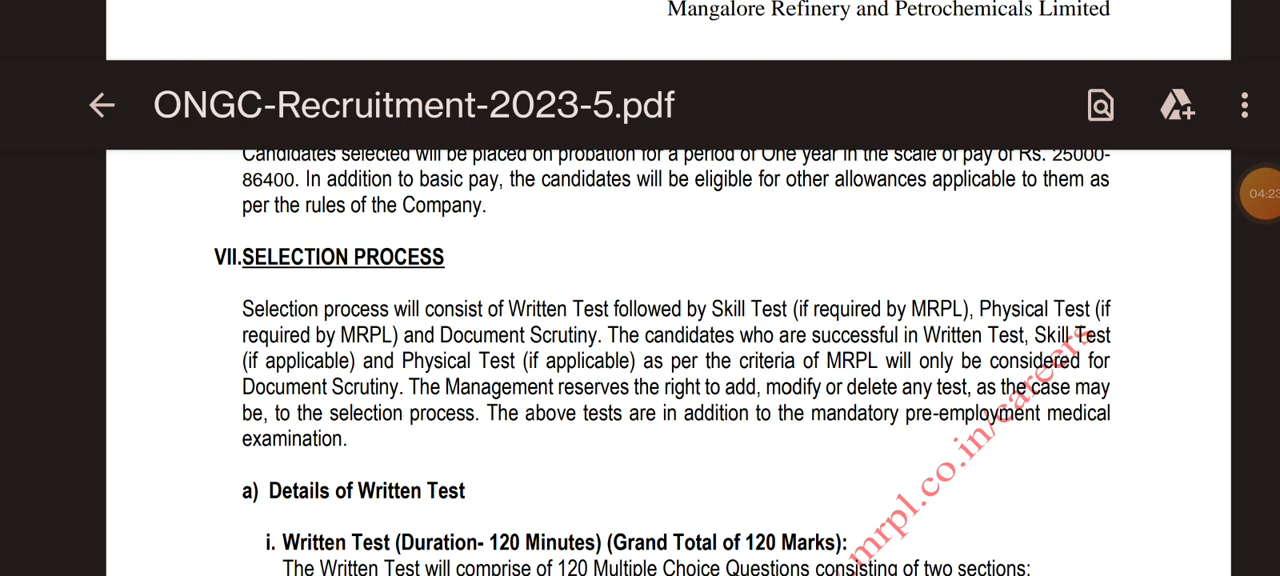 Mangalore Refinery and Petrochemicals Limited
ONGC-Recruitment-2023-5.pdf
Candidates selected will be placed on probation for a period of One year in the scale of pay of Rs. 25000-
86400. In addition to basic pay, the candidates will be eligible for other allowances applicable to them as
per the rules of the Company.
04:23
VII.SELECTION PROCESS
Selection process will consist of Written Test followed by Skill Test (if required by MRPL), Physical Test (if
required by MRPL) and Document Scrutiny. The candidates who are successful in Written Test, Skill Test
(if applicable) and Physical Test (if applicable) as per the criteria of MRPL will only be considered for
Document Scrutiny. The Management reserves the right to add, modify or delete any test, as the case may
be, to the selection process. The above tests are in addition to the mandatory pre-employment medical
examination.
mrpl.co.in/careers
a) Details of Written Test
i. Written Test (Duration- 120 Minutes) (Grand Total of 120 Marks):
The Written Test will comprise of 120 Multiple Choice Questions consisting of two sections: